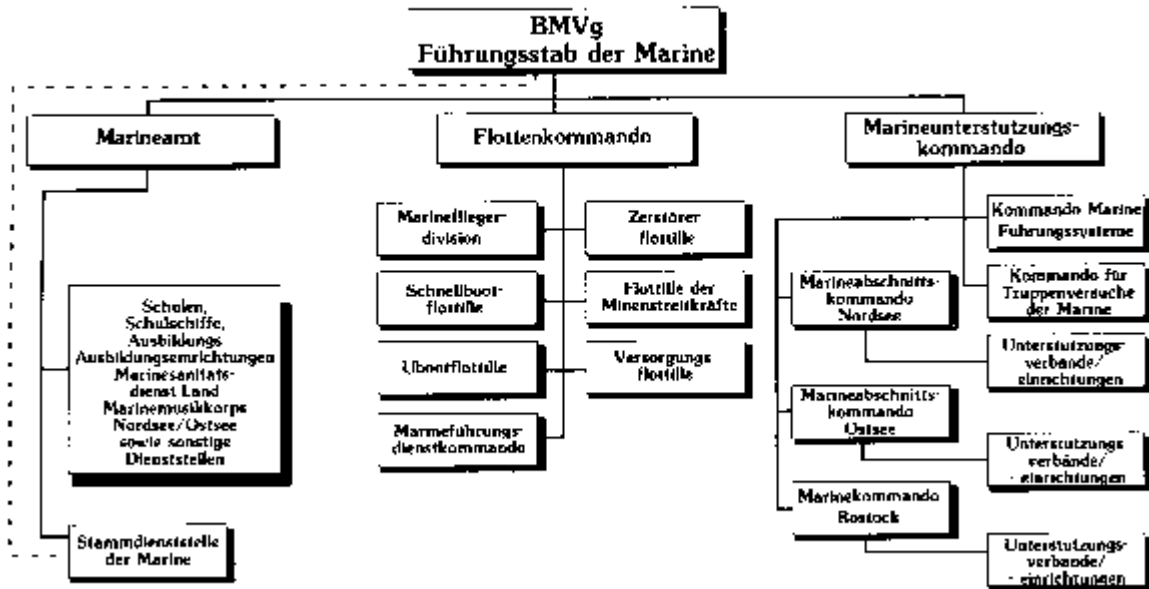 BMVg
Führungsstab der Marine
Marineamt
Flottenkommando
Marineunterstutzungs-
kommando
Scholen,
Schulschiffe,
Ausbildungs
Ausbildungseinrichtungen
Marinesanitats-
dienst Land
Marinemusikkorps
Nordsee/Ostsee
sowie sonstige
Dienststellen
Stammdienststelle
der Marine
Marineflieger-
division
Zerstörer
flottille
Schnellboot-
flottille
Flottille der
Minenstreitkräfte
Ubootflottille
Versorgungs
flottille
Marineführungs-
dienstkommando
Kommando Marine
Fuhrungssysteme
Marineabschnitts-
kommando
Nordsee
Kommando für
Truppenversuche
der Marine
Unterstutzungs-
verbande/
einrichtungen
Marineabschnitts-
kommando
Ostsee
Unterstutzungs
verbände/
-einrichtungen
Marinekommando
Rostock
Unterstutzungs-
verbande/
-einrichtungen